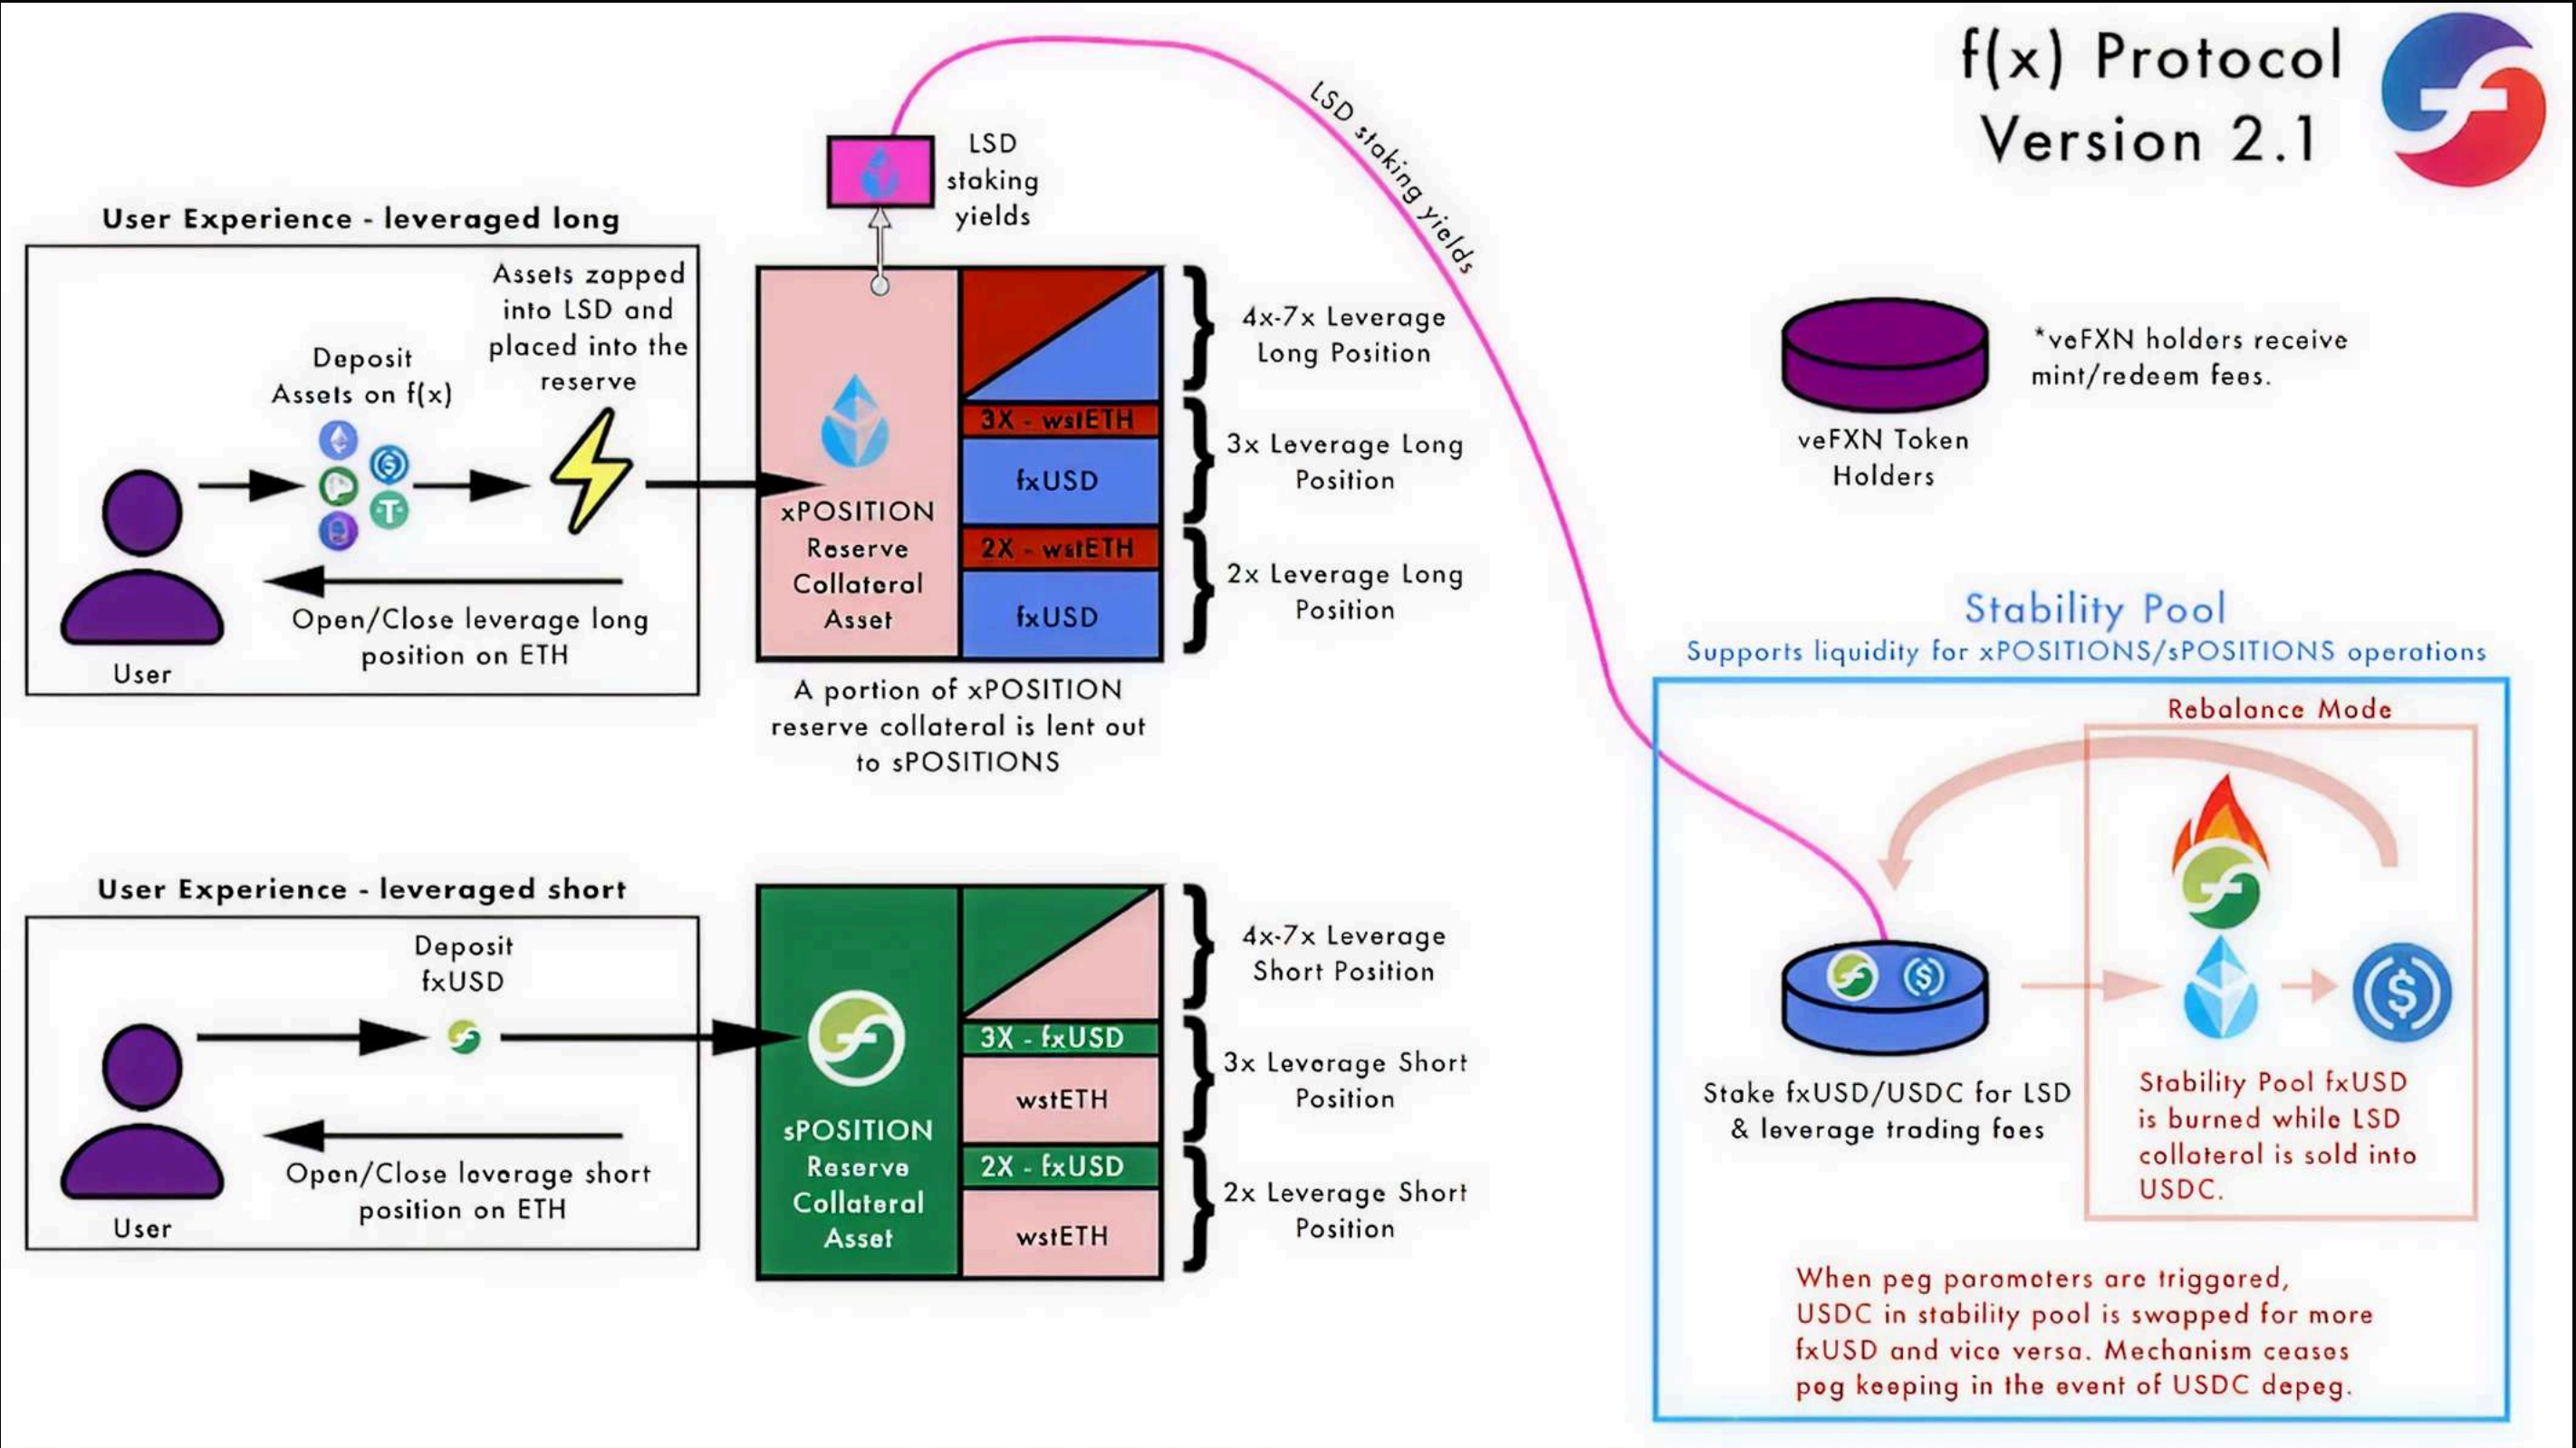 f(x) Protocol
Version 2.1
LSD
staking
yields
LSD staking yields
User Experience - leveraged long
Assets zapped
into LSD and
placed into the
reserve
Deposit
Assets on f(x)
Open/Close leverage long
position on ETH
User
xPOSITION
Reserve
Collateral
Asset
3X - wstETH
fxUSD
2X - wstETH
fxUSD
4x-7x Leverage
Long Position
3x Leverage Long
Position
2x Leverage Long
Position
A portion of xPOSITION
reserve collateral is lent out
to sPOSITIONS
*veFXN holders receive
mint/redeem fees.
veFXN Token
Holders
User Experience - leveraged short
Deposit
fxUSD
Open/Close leverage short
position on ETH
User
sPOSITION
Reserve
Collateral
Asset
3X - fxUSD
wstETH
2X - fxUSD
wstETH
4x-7x Leverage
Short Position
3x Leverage Short
Position
2x Leverage Short
Position
Stability Pool
Supports liquidity for xPOSITIONS/sPOSITIONS operations
Rebalance Mode
Stake fxUSD/USDC for LSD
& leverage trading fees
Stability Pool fxUSD
is burned while LSD
collateral is sold into
USDC.
When peg parameters are triggered,
USDC in stability pool is swapped for more
fxUSD and vice versa. Mechanism ceases
peg keeping in the event of USDC depeg.